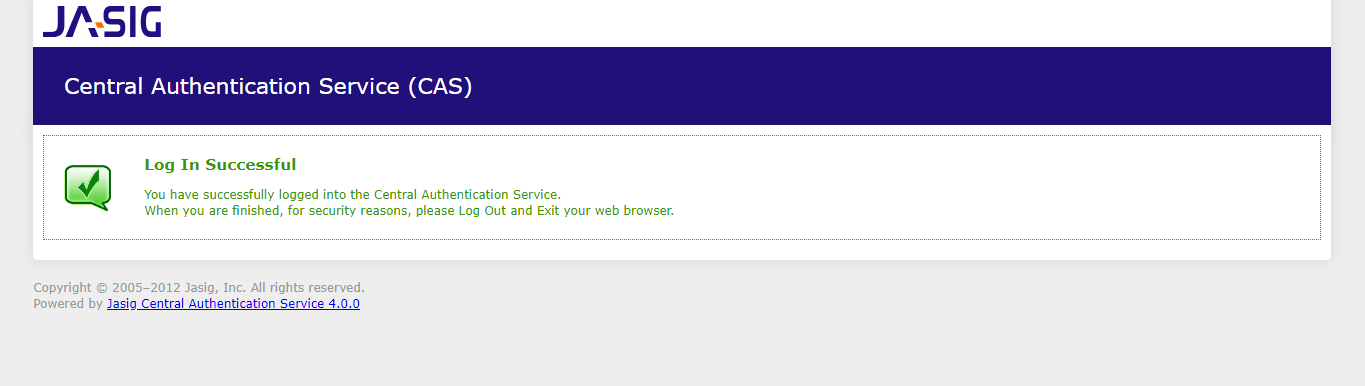 JASIG
Central Authentication Service (CAS)
Log In Successful
You have successfully logged into the Central Authentication Service.
When you are finished, for security reasons, please Log Out and Exit your web browser.
Copyright © 2005–2012 Jasig, Inc. All rights reserved.
Powered by Jasig Central Authentication Service 4.0.0